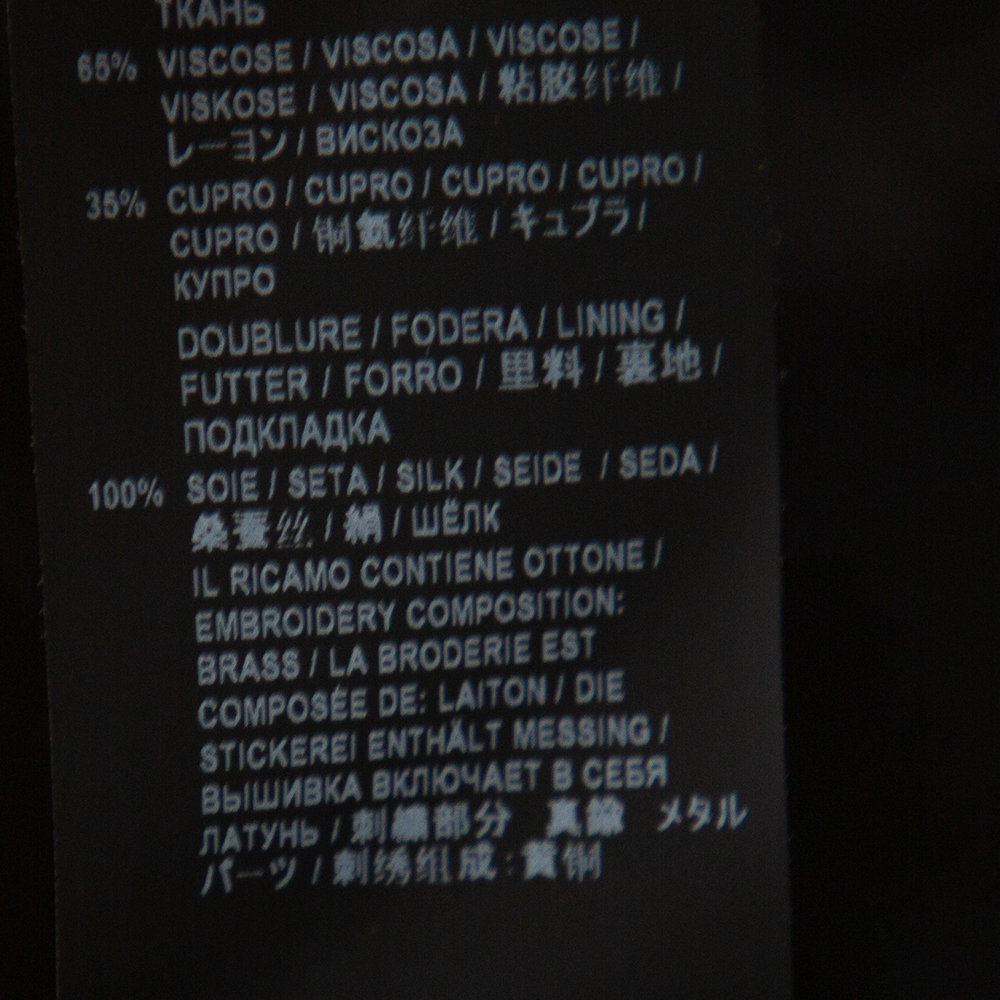 ТКАНЬ
65% VISCOSE / VISCOSA / VISCOSE /
VISKOSE / VISCOSA / 粘胶纤维 /
レーヨン / ВИСКОЗА
35% CUPRO / CUPRO / CUPRO / CUPRO /
CUPRO / 铜氨纤维 / キュプラ /
КУПРО
DOUBLURE / FODERA / LINING /
FUTTER / FORRO / 里料 / 裏地 /
ПОДКЛАДКА
100% SOIE / SETA / SILK / SEIDE / SEDA /
桑蚕丝 / 絹 / ШЁЛК
IL RICAMO CONTIENE OTTONE /
EMBROIDERY COMPOSITION:
BRASS / LA BRODERIE EST
COMPOSÉE DE: LAITON / DIE
STICKEREI ENTHÄLT MESSING /
ВЫШИВКА ВКЛЮЧАЕТ В СЕБЯ
ЛАТУНЬ / 刺繍部分 真鍮 メタル
パーツ / 刺绣组成:黄铜